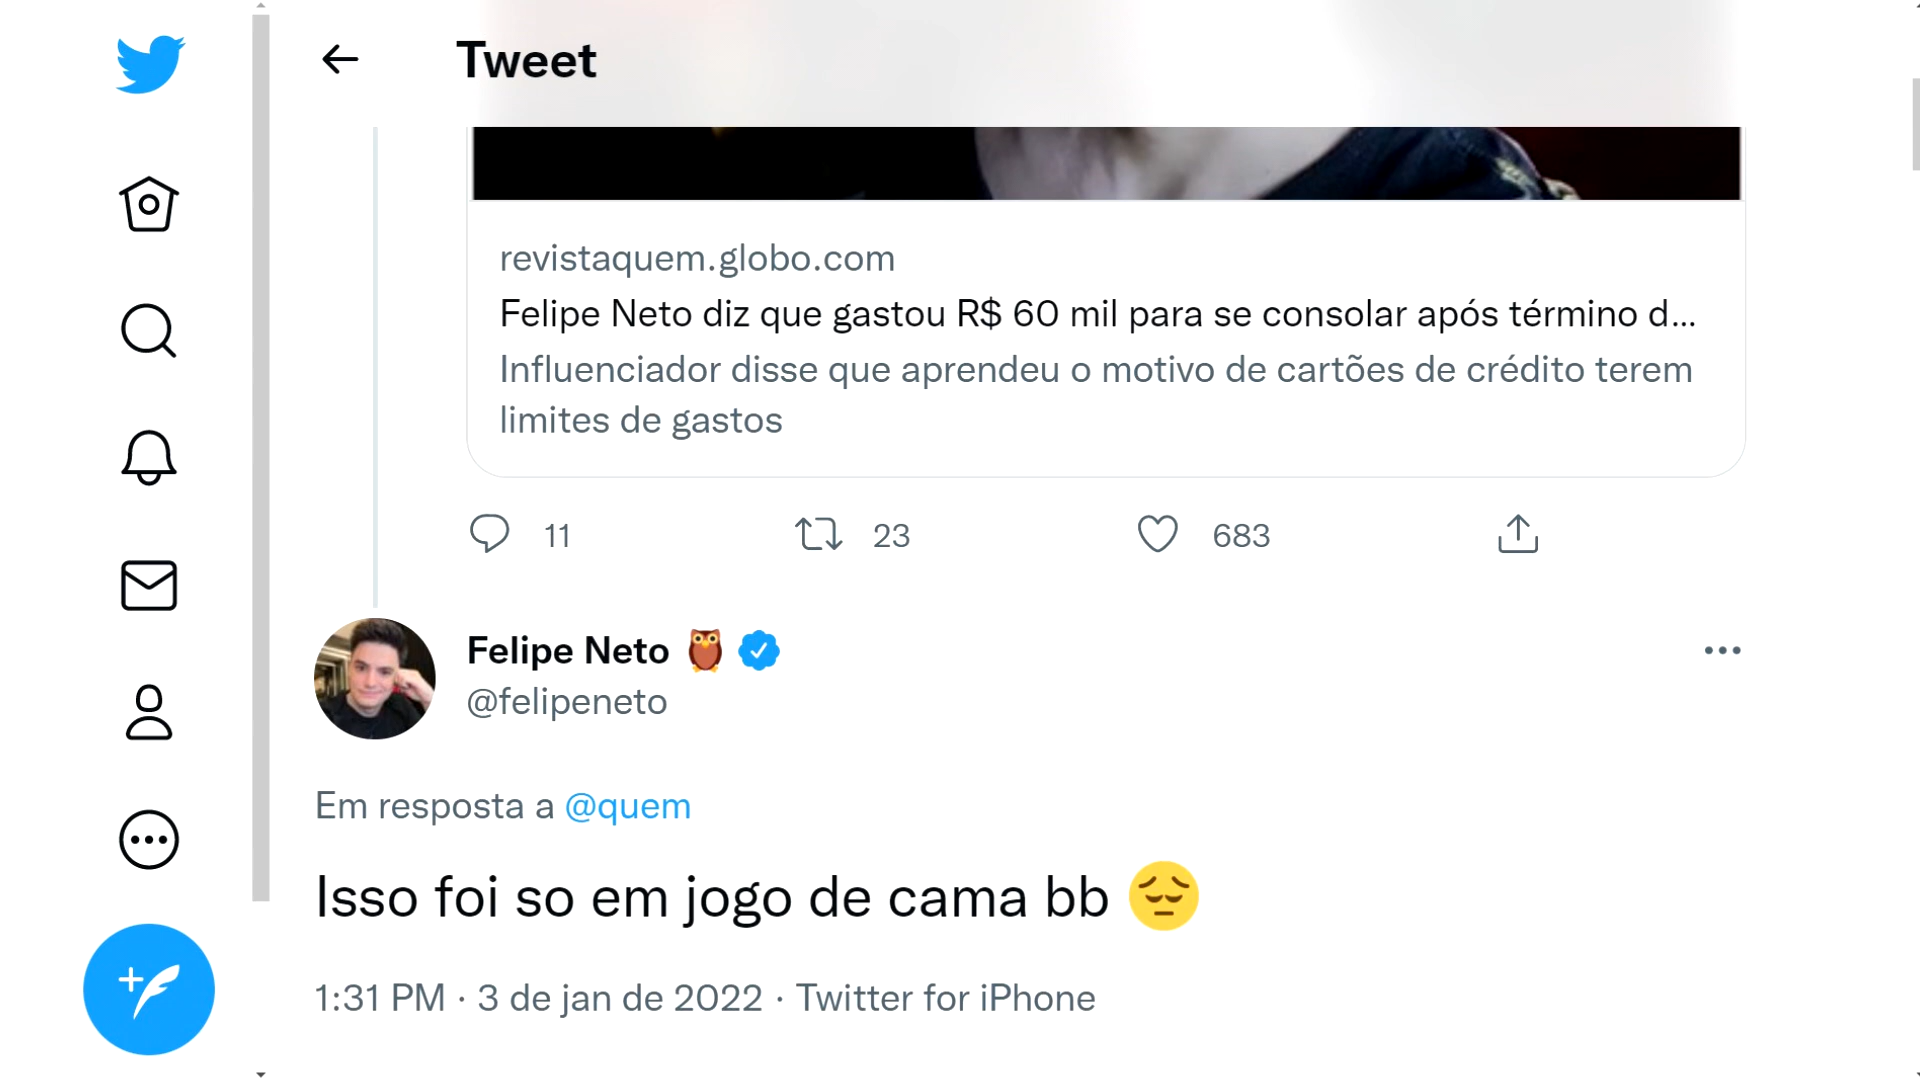 Tweet
revistaquem.globo.com
Felipe Neto diz que gastou R$ 60 mil para se consolar após término d...
Influenciador disse que aprendeu o motivo de cartões de crédito terem
limites de gastos
11 23 683
Felipe Neto 🦉
@felipeneto
Em resposta a @quem
Isso foi so em jogo de cama bb 😔
1:31 PM · 3 de jan de 2022 · Twitter for iPhone